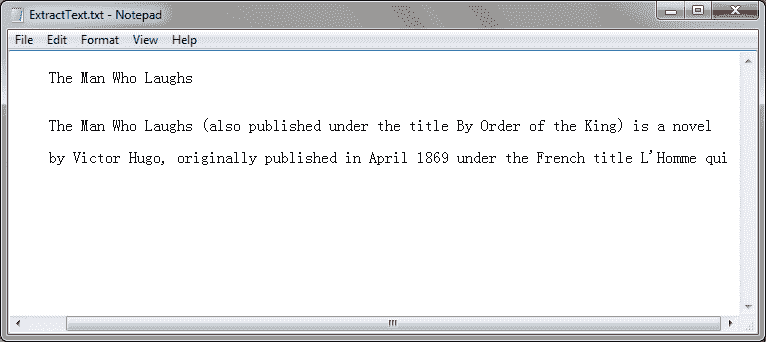 ExtractText.txt - Notepad
File Edit Format View Help
The Man Who Laughs
The Man Who Laughs (also published under the title By Order of the King) is a novel
by Victor Hugo, originally published in April 1869 under the French title L'Homme qui